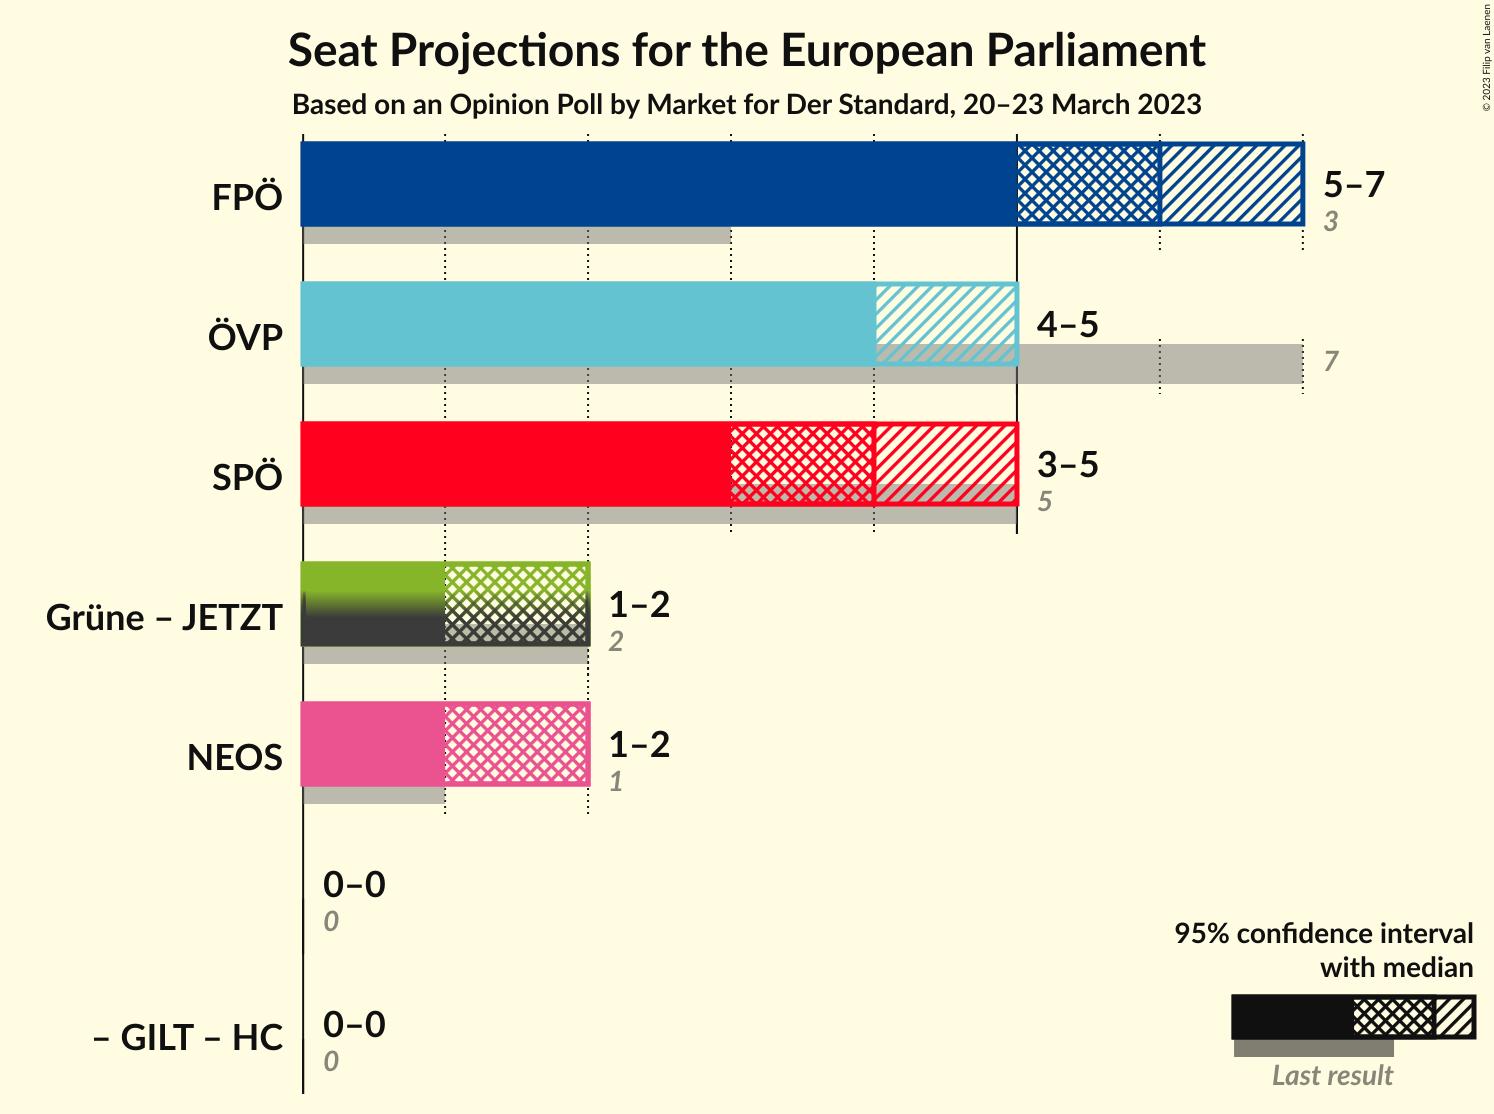 Seat Projections for the European Parliament
Based on an Opinion Poll by Market for Der Standard, 20–23 March 2023
© 2023 Filip van Laenen
FPÖ
5–7
3
ÖVP
4–5
7
SPÖ
3–5
5
Grüne – JETZT
1–2
2
NEOS
1–2
1
0–0
0
– GILT – HC
0–0
0
95% confidence interval
with median
Last result